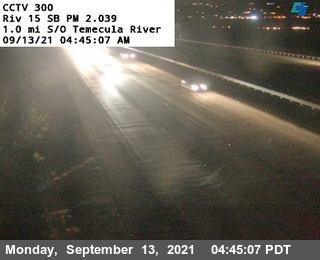 CCTV 300
Riv 15 SB PM 2.039
1.0 mi S/O Temecula River
09/13/21 04:45:07 AM
Monday, September 13, 2021 04:45:07 PDT